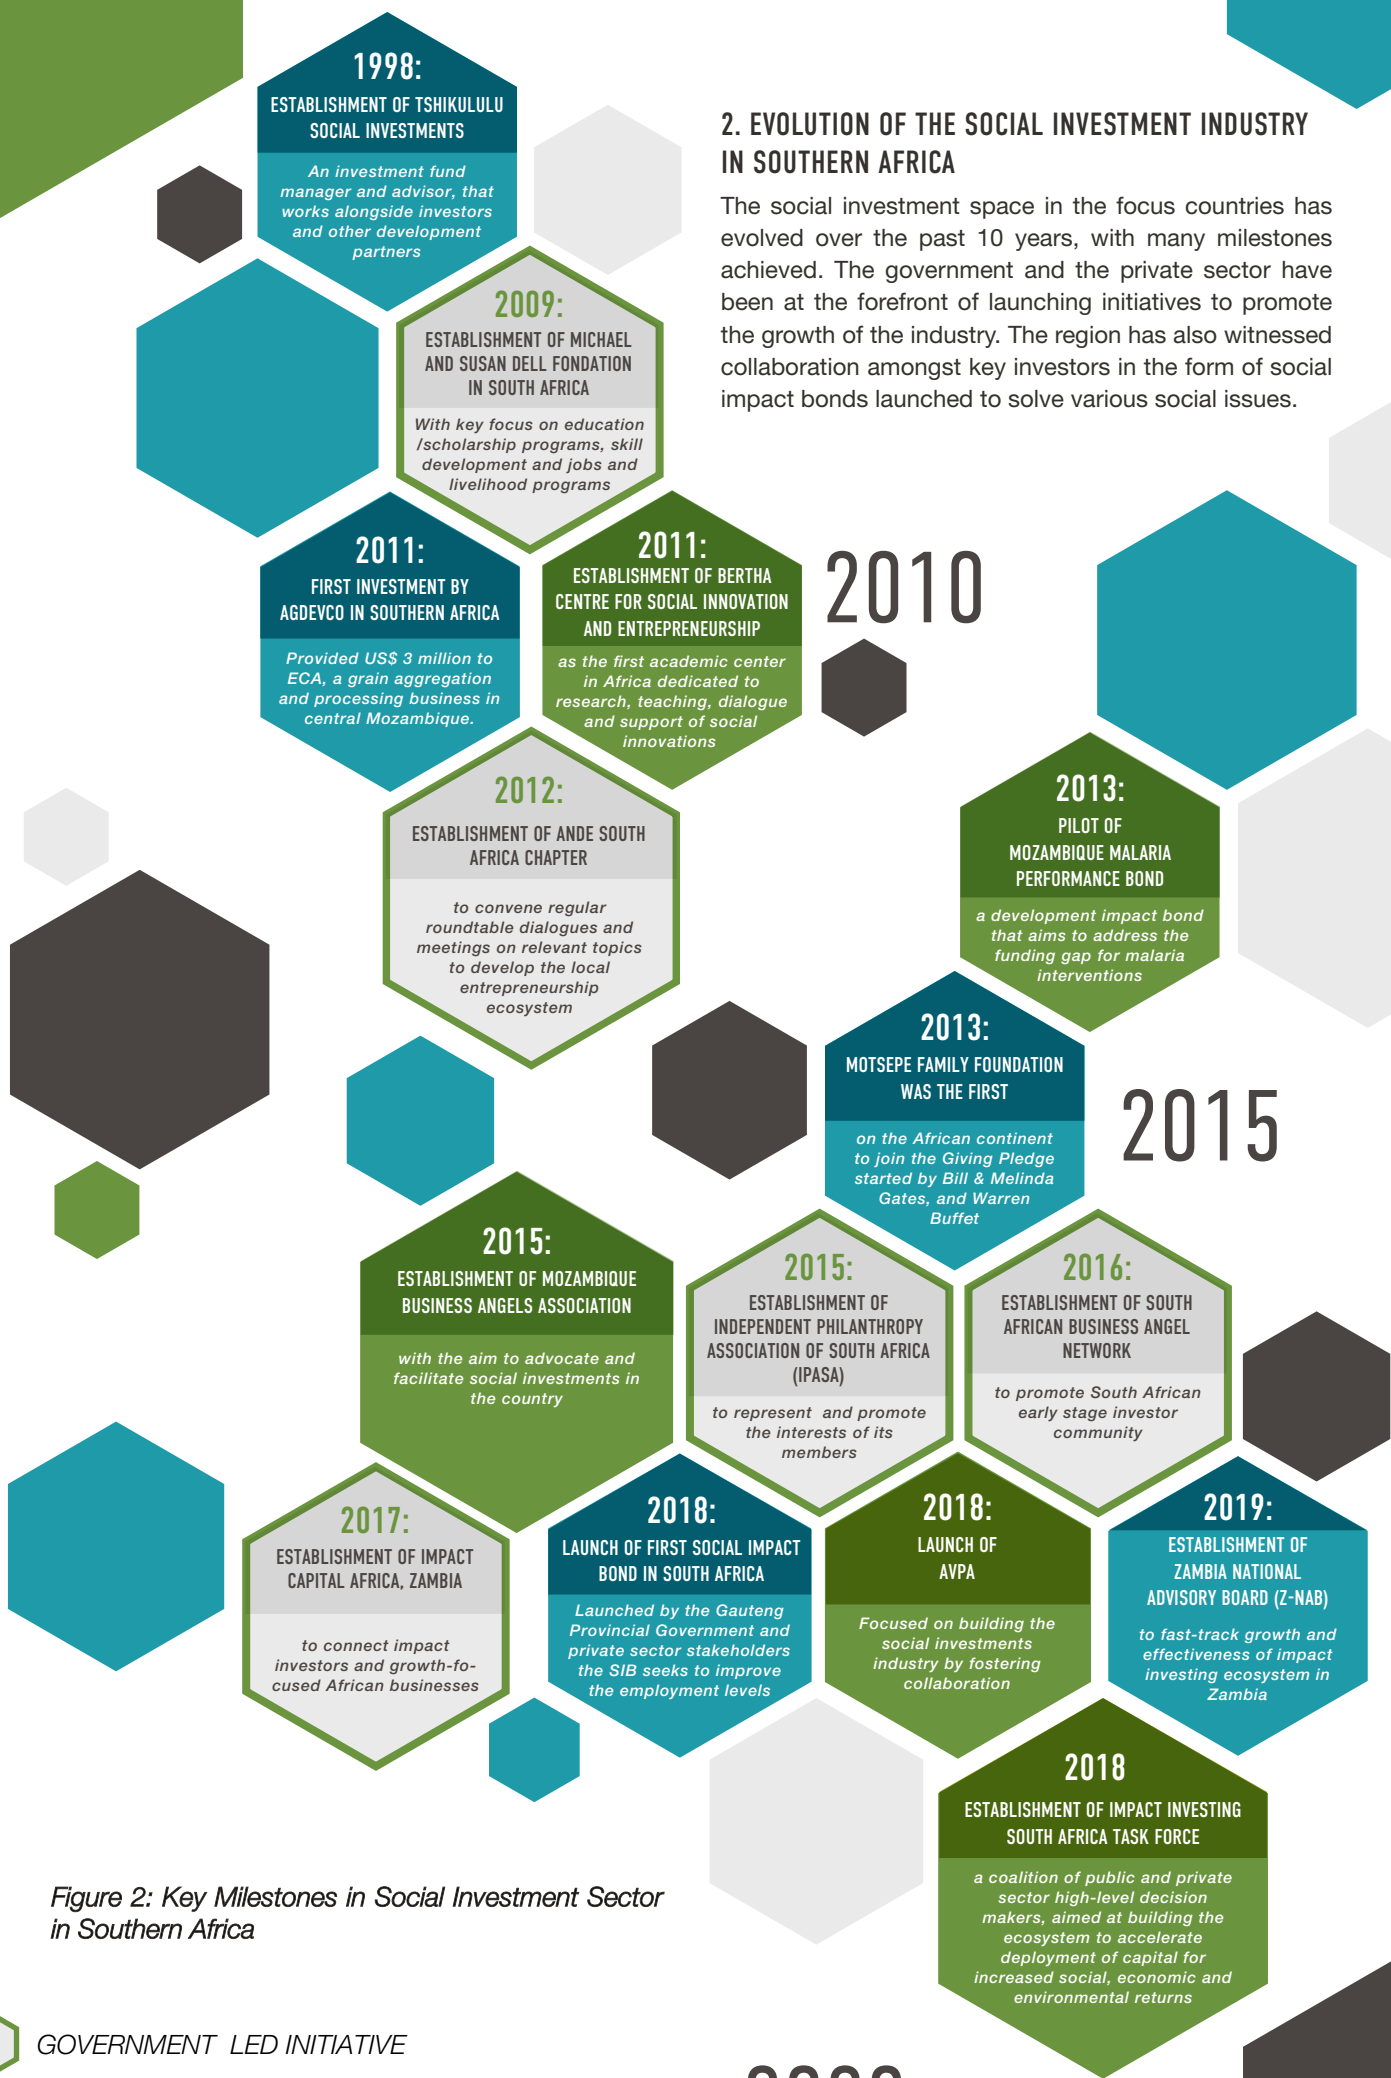 1998:
ESTABLISHMENT OF TSHIKULULU
SOCIAL INVESTMENTS
An investment fund
manager and advisor, that
works alongside investors
and other development
partners
2. EVOLUTION OF THE SOCIAL INVESTMENT INDUSTRY
IN SOUTHERN AFRICA
The social investment space in the focus countries has
evolved over the past 10 years, with many milestones
achieved. The government and the private sector have
been at the forefront of launching initiatives to promote
the growth of the industry. The region has also witnessed
collaboration amongst key investors in the form of social
impact bonds launched to solve various social issues.
2009:
ESTABLISHMENT OF MICHAEL
AND SUSAN DELL FONDATION
IN SOUTH AFRICA
With key focus on education
/scholarship programs, skill
development and jobs and
livelihood programs
2011:
FIRST INVESTMENT BY
AGDEVCO IN SOUTHERN AFRICA
Provided US$ 3 million to
ECA, a grain aggregation
and processing business in
central Mozambique.
2011:
ESTABLISHMENT OF BERTHA
CENTRE FOR SOCIAL INNOVATION
AND ENTREPRENEURSHIP
as the first academic center
in Africa dedicated to
research, teaching, dialogue
and support of social
innovations
2010
2012:
ESTABLISHMENT OF ANDE SOUTH
AFRICA CHAPTER
to convene regular
roundtable dialogues and
meetings on relevant topics
to develop the local
entrepreneurship
ecosystem
2013:
PILOT OF
MOZAMBIQUE MALARIA
PERFORMANCE BOND
a development impact bond
that aims to address the
funding gap for malaria
interventions
2013:
MOTSEPE FAMILY FOUNDATION
WAS THE FIRST
on the African continent
to join the Giving Pledge
started by Bill & Melinda
Gates, and Warren
Buffet
2015
2015:
ESTABLISHMENT OF MOZAMBIQUE
BUSINESS ANGELS ASSOCIATION
with the aim to advocate and
facilitate social investments in
the country
2015:
ESTABLISHMENT OF
INDEPENDENT PHILANTHROPY
ASSOCIATION OF SOUTH AFRICA
(IPASA)
to represent and promote
the interests of its
members
2016:
ESTABLISHMENT OF SOUTH
AFRICAN BUSINESS ANGEL
NETWORK
to promote South African
early stage investor
community
2017:
ESTABLISHMENT OF IMPACT
CAPITAL AFRICA, ZAMBIA
to connect impact
investors and growth-fo-
cused African businesses
2018:
LAUNCH OF FIRST SOCIAL IMPACT
BOND IN SOUTH AFRICA
Launched by the Gauteng
Provincial Government and
private sector stakeholders
the SIB seeks to improve
the employment levels
2018:
LAUNCH OF
AVPA
Focused on building the
social investments
industry by fostering
collaboration
2019:
ESTABLISHMENT OF
ZAMBIA NATIONAL
ADVISORY BOARD (Z-NAB)
to fast-track growth and
effectiveness of impact
investing ecosystem in
Zambia
2018
ESTABLISHMENT OF IMPACT INVESTING
SOUTH AFRICA TASK FORCE
a coalition of public and private
sector high-level decision
makers, aimed at building the
ecosystem to accelerate
deployment of capital for
increased social, economic and
environmental returns
Figure 2: Key Milestones in Social Investment Sector
in Southern Africa
GOVERNMENT LED INITIATIVE